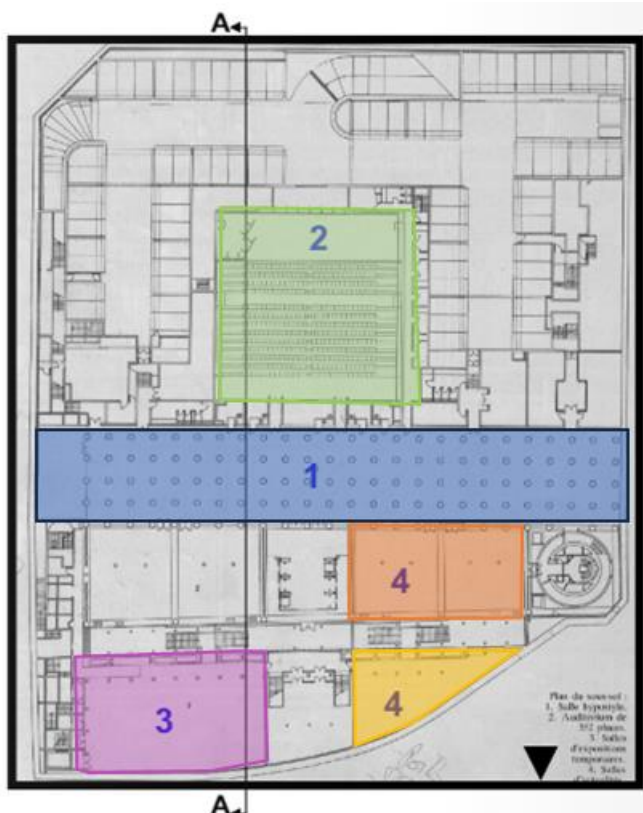 A
2
1
4
3
4
Plan du sous-sol :
1. Salle hypostyle.
2. Auditorium de
places.
3. Salles
d'expositions
temporaires.
4. Salles
d'actualités.
A